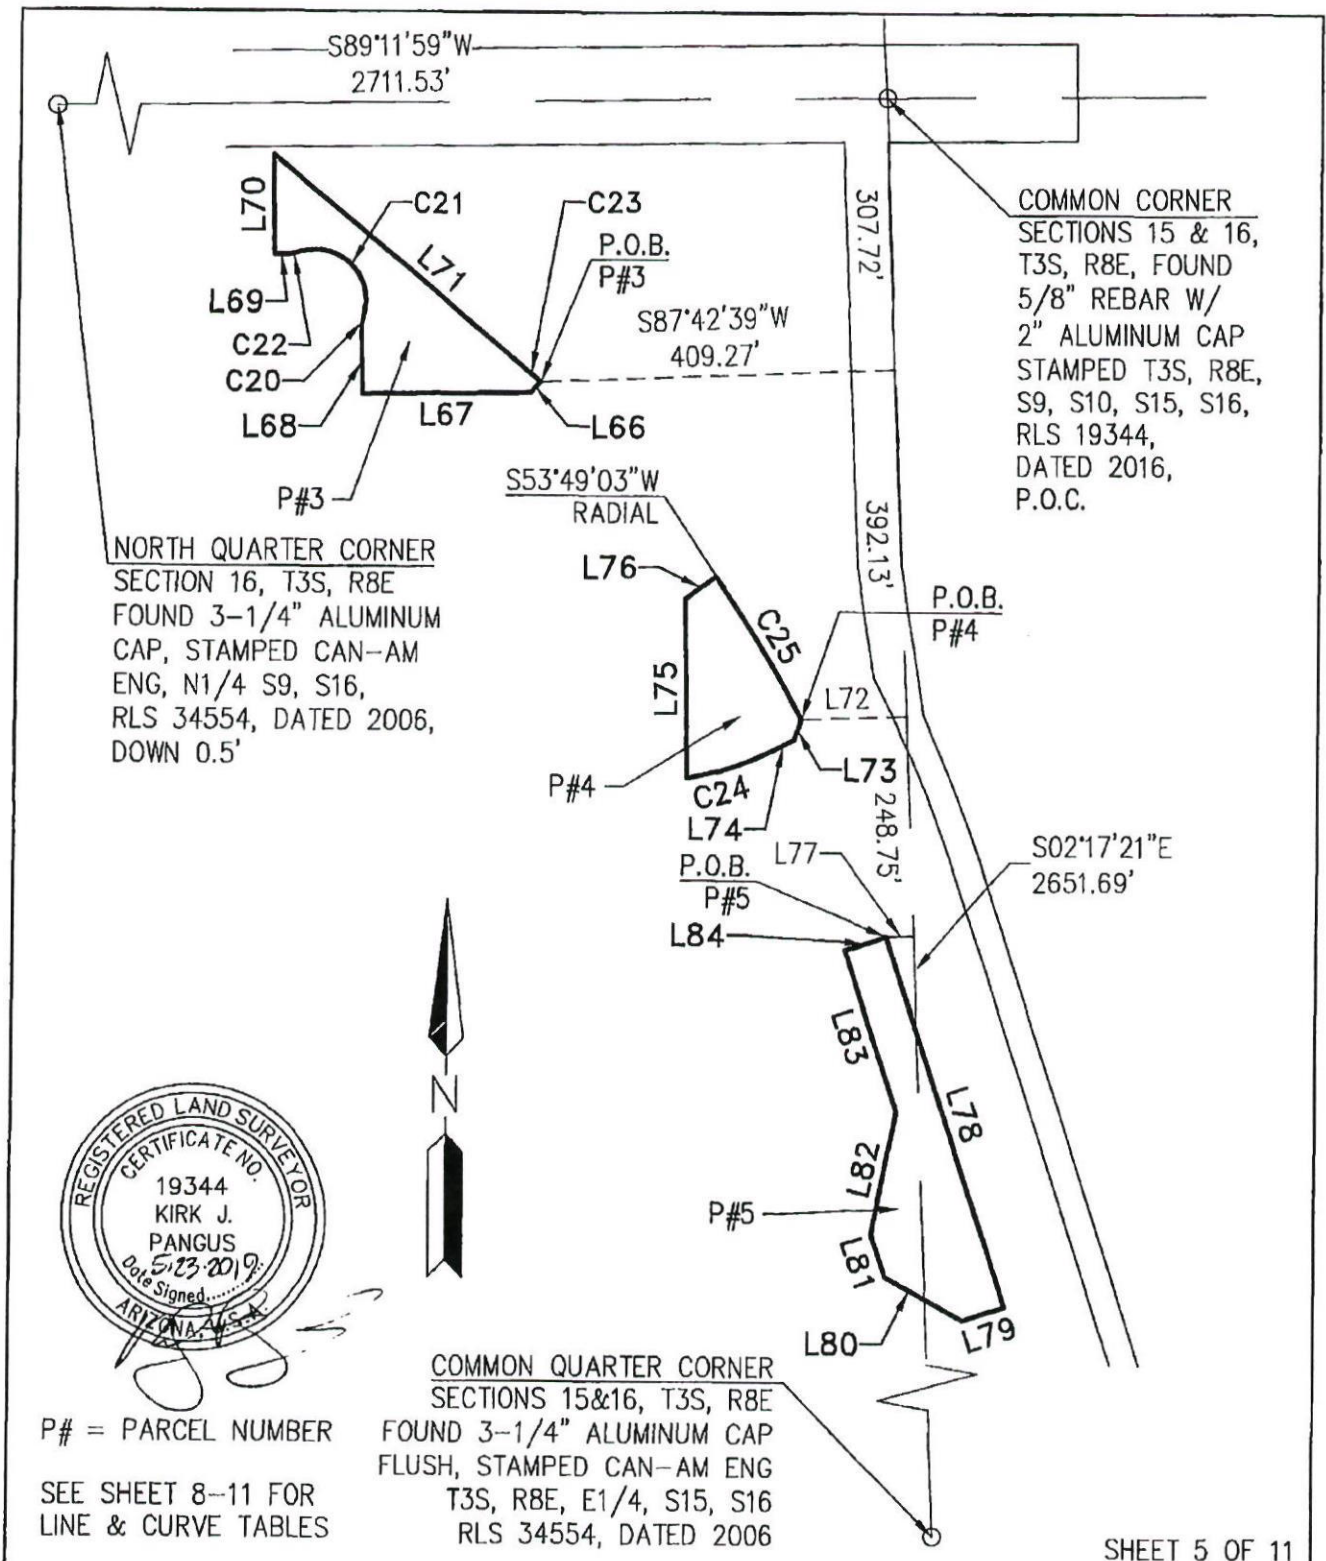 S89°11'59"W
2711.53'
L70
C21
C23
P.O.B.
P#3
L71
L69
C22
C20
L68
L67
L66
P#3
S87°42'39"W
409.27'
307.72'
COMMON CORNER
SECTIONS 15 & 16,
T3S, R8E, FOUND
5/8" REBAR W/
2" ALUMINUM CAP
STAMPED T3S, R8E,
S9, S10, S15, S16,
RLS 19344,
DATED 2016,
P.O.C.
S53°49'03"W
RADIAL
392.13'
NORTH QUARTER CORNER
SECTION 16, T3S, R8E
FOUND 3-1/4" ALUMINUM
CAP, STAMPED CAN-AM
ENG, N1/4 S9, S16,
RLS 34554, DATED 2006,
DOWN 0.5'
L76
C25
P.O.B.
P#4
L75
L72
P#4
C24
L73
L74
248.75'
L77
P.O.B.
P#5
S02°17'21"E
2651.69'
L84
L83
L78
L82
P#5
L81
L80
L79
N
REGISTERED LAND SURVEYOR
CERTIFICATE NO.
19344
KIRK J.
PANGUS
5-23-2019
Date Signed
ARIZONA, U.S.A.
P# = PARCEL NUMBER
SEE SHEET 8-11 FOR
LINE & CURVE TABLES
COMMON QUARTER CORNER
SECTIONS 15&16, T3S, R8E
FOUND 3-1/4" ALUMINUM CAP
FLUSH, STAMPED CAN-AM ENG
T3S, R8E, E1/4, S15, S16
RLS 34554, DATED 2006
SHEET 5 OF 11